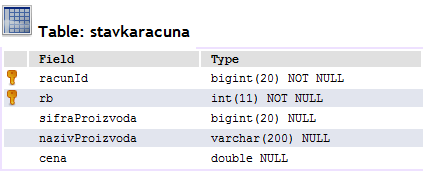 Table: stavkaracuna
Field Type
racunId bigint(20) NOT NULL
rb int(11) NOT NULL
sifraProizvoda bigint(20) NULL
nazivProizvoda varchar(200) NULL
cena double NULL